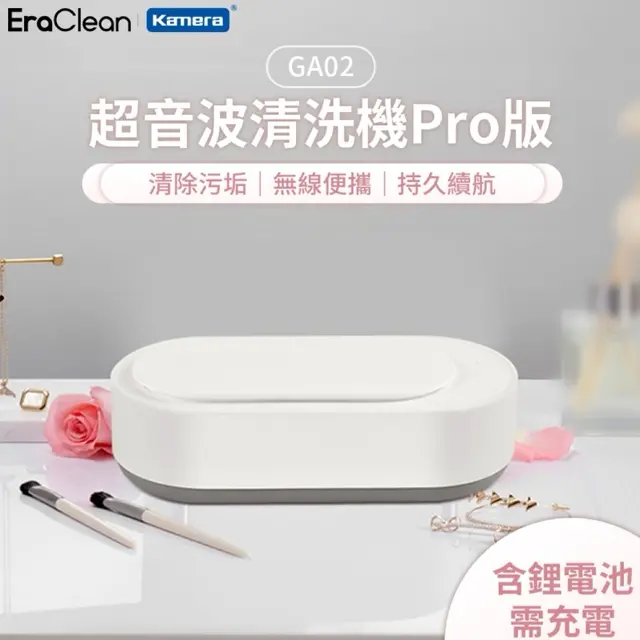 EraClean | Kamera®
GA02
超音波清洗機Pro版
清除污垢｜無線便攜｜持久續航
含鋰電池
需充電